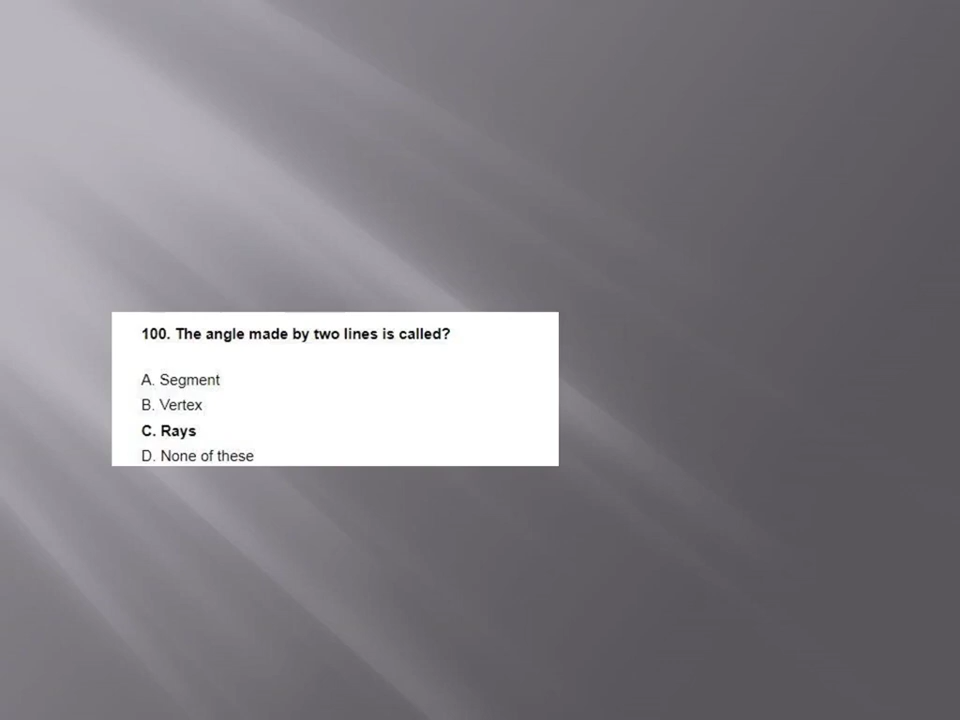 100. The angle made by two lines is called?
A. Segment
B. Vertex
C. Rays
D. None of these